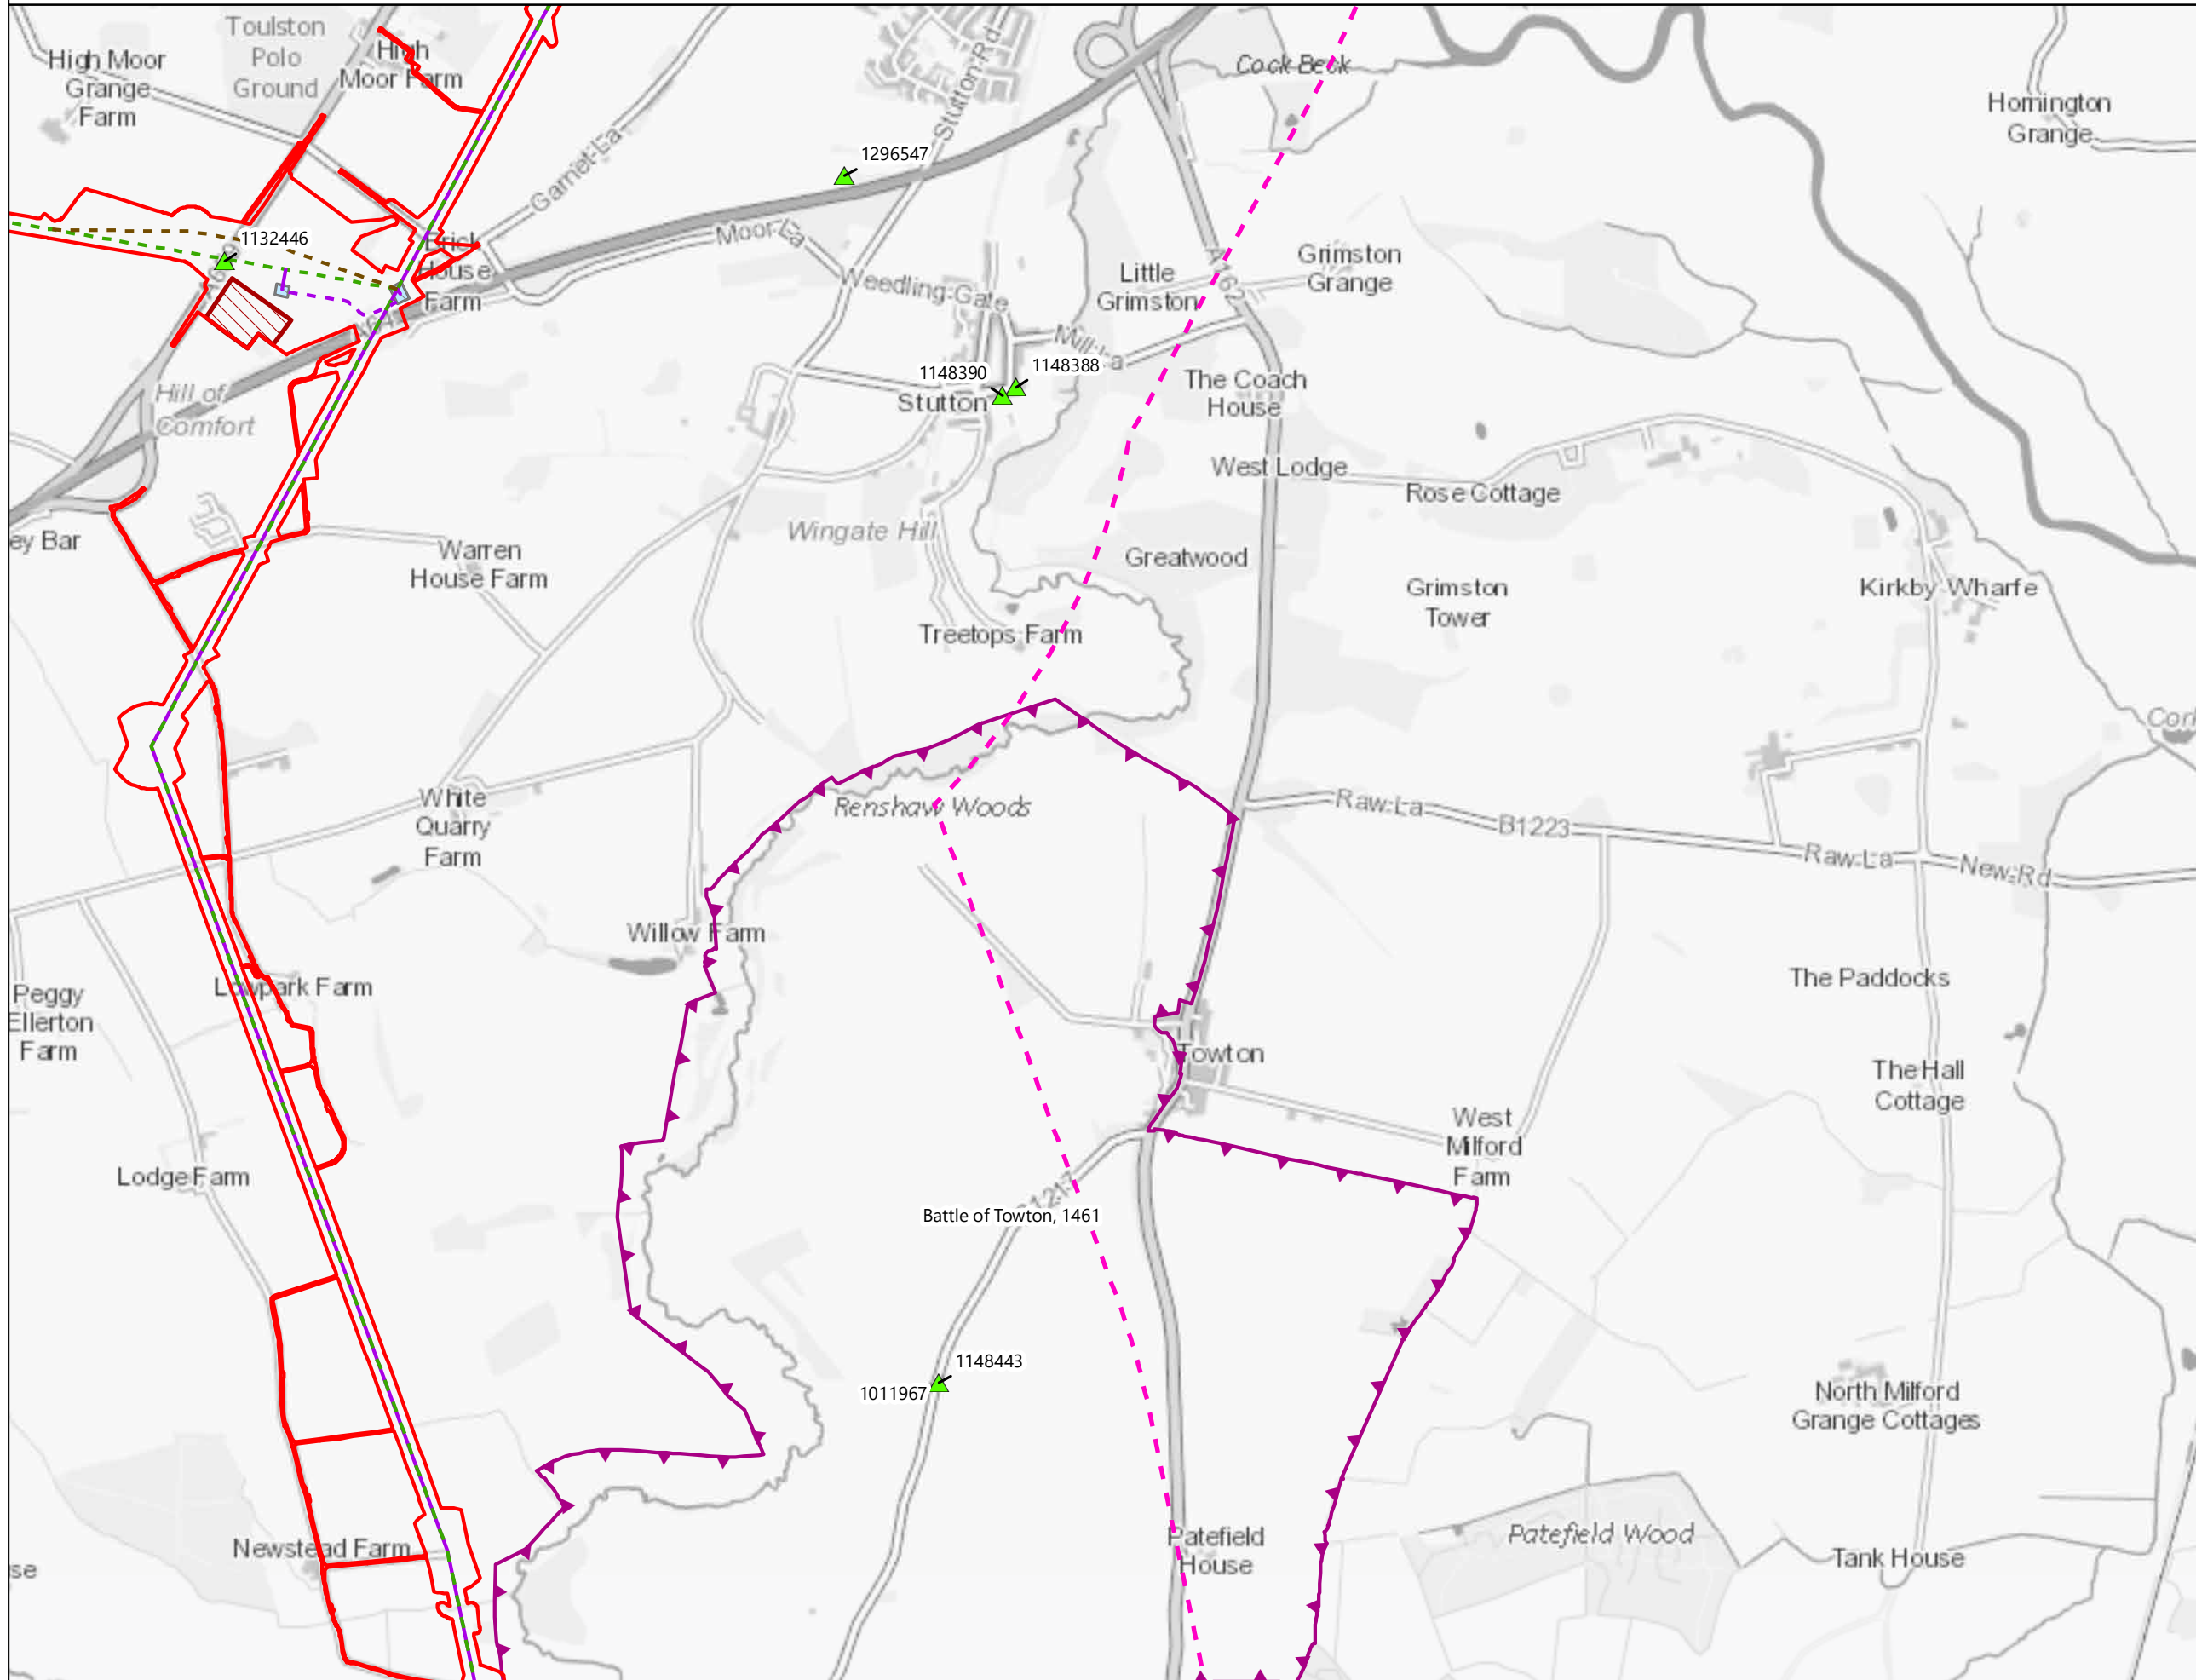 Toulston
Polo
Ground
High
Moor Farm
High Moor
Grange
Farm
Stutton-Rd
Cock Beck
Hornington
Grange
Garnet-La
1296547
1132446
Brick
House
Farm
Moor-La
Weedling-Gate
Little
Grimston
Grimston
Grange
A162
Mill-La
1148390
1148388
Stutton
The Coach
House
Hill of
Comfort
West Lodge
Rose Cottage
ey Bar
Wingate Hill
Warren
House Farm
Greatwood
Grimston
Tower
Kirkby Wharfe
Treetops Farm
Renshaw Woods
White
Quarry
Farm
Raw-La
B1223
Raw-La
New-Rd
Willow Farm
Lowpark Farm
Peggy
Ellerton
Farm
The Paddocks
Towton
The Hall
Cottage
West
Milford
Farm
Lodge Farm
Battle of Towton, 1461
1148443
1011967
North Milford
Grange Cottages
Newstead Farm
Patefield
House
Patefield Wood
Tank House
se